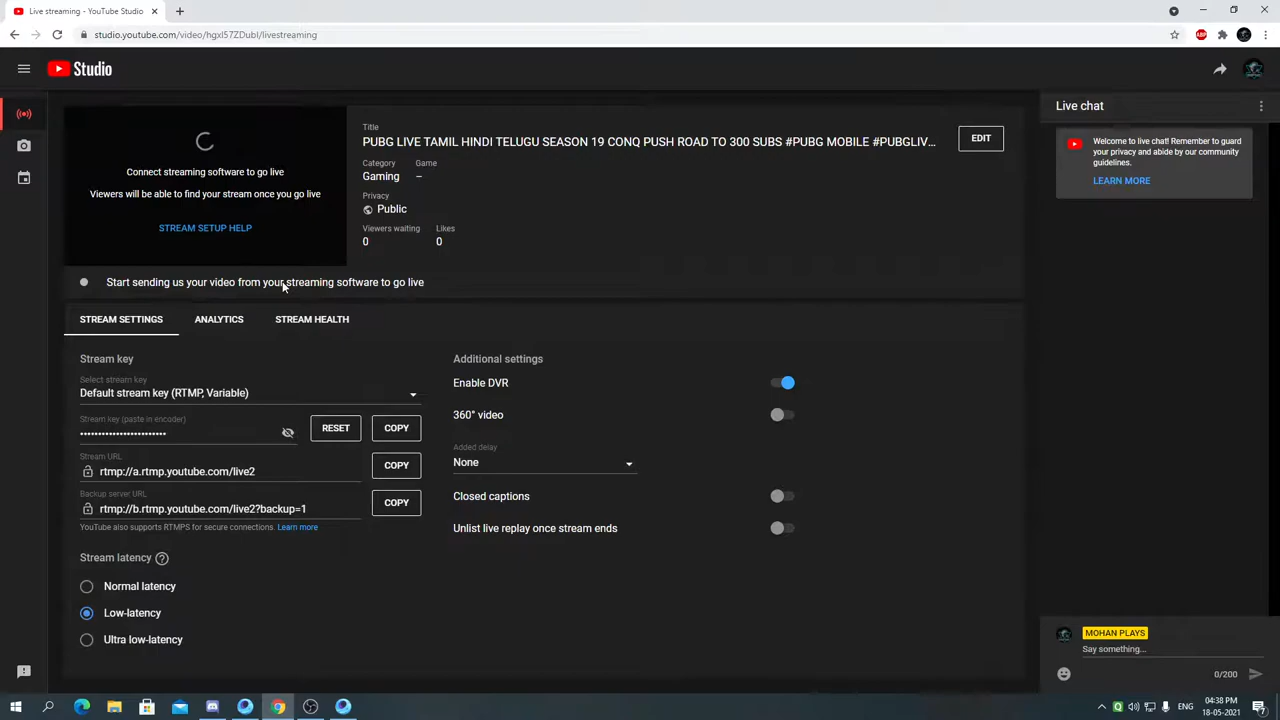 Live streaming - YouTube Studio
studio.youtube.com/video/hgxl57ZDubI/livestreaming
ABP
Studio
Connect streaming software to go live
Viewers will be able to find your stream once you go live
STREAM SETUP HELP
Title
PUBG LIVE TAMIL HINDI TELUGU SEASON 19 CONQ PUSH ROAD TO 300 SUBS #PUBG MOBILE #PUBGLIV...
EDIT
Category
Game
Gaming
–
Privacy
Public
Viewers waiting
Likes
0
0
Start sending us your video from your streaming software to go live
STREAM SETTINGS
ANALYTICS
STREAM HEALTH
Stream key
Select stream key
Default stream key (RTMP, Variable)
Stream key (paste in encoder)
••••••••••••••••••••••••
RESET
COPY
Stream URL
rtmp://a.rtmp.youtube.com/live2
COPY
Backup server URL
rtmp://b.rtmp.youtube.com/live2?backup=1
COPY
YouTube also supports RTMPS for secure connections. Learn more
Stream latency
Normal latency
Low-latency
Ultra low-latency
Additional settings
Enable DVR
360° video
Added delay
None
Closed captions
Unlist live replay once stream ends
Live chat
Welcome to live chat! Remember to guard
your privacy and abide by our community
guidelines.
LEARN MORE
MOHAN PLAYS
Say something...
0/200
ENG
04:38 PM
18-05-2021